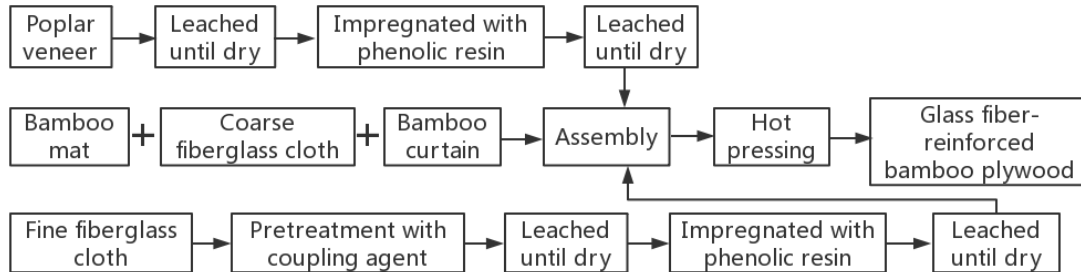 Poplar
veneer
Leached
until dry
Impregnated with
phenolic resin
Leached
until dry
Bamboo
mat
+
Coarse
fiberglass cloth
+
Bamboo
curtain
Assembly
Hot
pressing
Glass fiber-
reinforced
bamboo plywood
Fine fiberglass
cloth
Pretreatment with
coupling agent
Leached
until dry
Impregnated with
phenolic resin
Leached
until dry